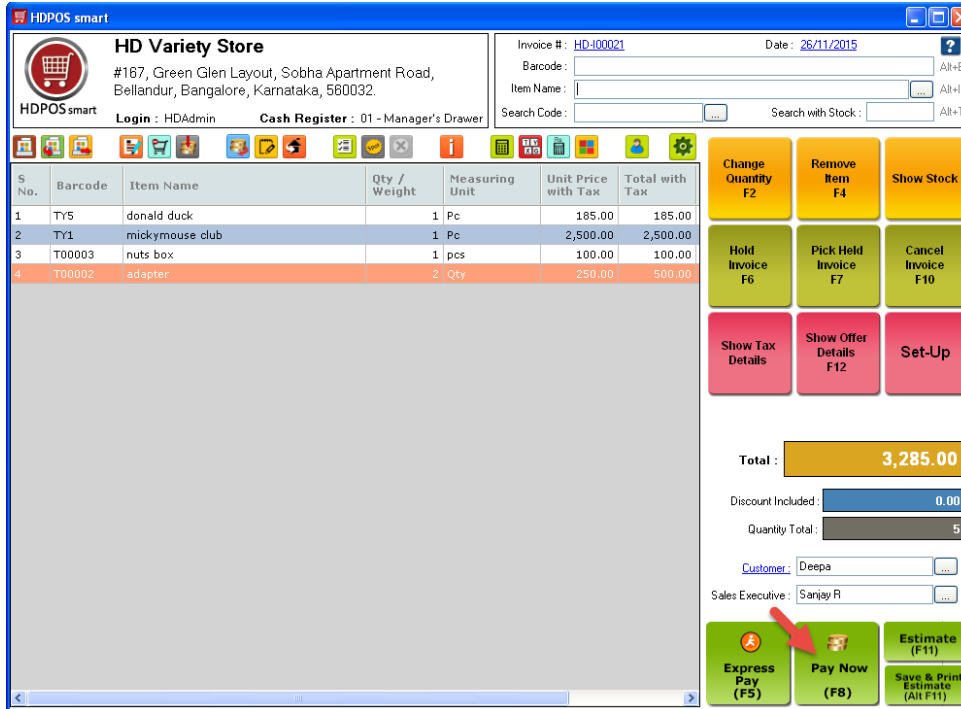 HDPOS smart
HD Variety Store
#167, Green Glen Layout, Sobha Apartment Road,
Bellandur, Bangalore, Karnataka, 560032.
HDPOS smart
Login : HDAdmin Cash Register : 01 - Manager's Drawer
Invoice # : HD-I00021 Date : 26/11/2015 ?
Barcode :
Item Name : ... Alt+I
Search Code : ... Search with Stock : Alt+T
S No. Barcode Item Name Qty / Weight Measuring Unit Unit Price with Tax Total with Tax
1 TY5 donald duck 1 Pc 185.00 185.00
2 TY1 mickymouse club 1 Pc 2,500.00 2,500.00
3 T00003 nuts box 1 pcs 100.00 100.00
4 T00002 adapter 2 Qty 250.00 500.00
Change Quantity F2
Remove Item F4
Show Stock
Hold Invoice F6
Pick Held Invoice F7
Cancel Invoice F10
Show Tax Details
Show Offer Details F12
Set-Up
Total : 3,285.00
Discount Included : 0.00
Quantity Total : 5
Customer : Deepa ...
Sales Executive : Sanjay R ...
Express Pay (F5)
Pay Now (F8)
Estimate (F11)
Save & Print Estimate (Alt F11)